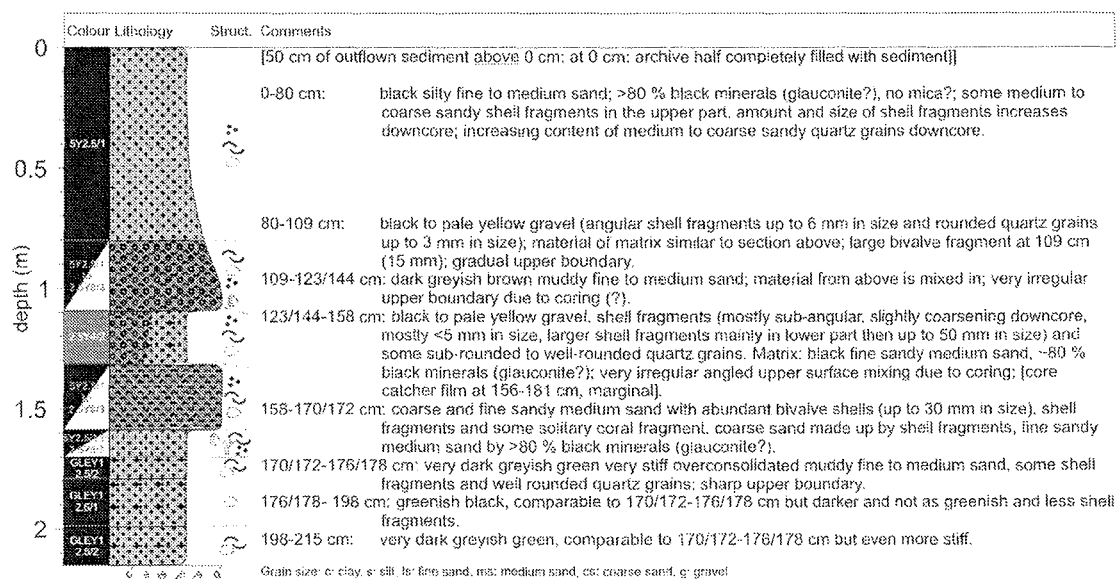 Colour Lithology Struct. Comments
0
[50 cm of outflown sediment above 0 cm: at 0 cm: archive half completely filled with sediment]]
0-80 cm: black silty fine to medium sand; >80 % black minerals (glauconite?), no mica?; some medium to
coarse sandy shell fragments in the upper part, amount and size of shell fragments increases
downcore; increasing content of medium to coarse sandy quartz grains downcore.
5Y2.5/1
0.5
80-109 cm: black to pale yellow gravel (angular shell fragments up to 6 mm in size and rounded quartz grains
up to 3 mm in size); material of matrix similar to section above; large bivalve fragment at 109 cm
(15 mm); gradual upper boundary.
depth (m)
1
109-123/144 cm: dark greyish brown muddy fine to medium sand; material from above is mixed in; very irregular
upper boundary due to coring (?).
123/144-158 cm: black to pale yellow gravel, shell fragments (mostly sub-angular, slightly coarsening downcore,
mostly <5 mm in size, larger shell fragments mainly in lower part then up to 50 mm in size) and
some sub-rounded to well-rounded quartz grains. Matrix: black fine sandy medium sand, ~80 %
black minerals (glauconite?); very irregular angled upper surface mixing due to coring; [core
catcher film at 156-181 cm, marginal].
1.5
158-170/172 cm: coarse and fine sandy medium sand with abundant bivalve shells (up to 30 mm in size), shell
fragments and some solitary coral fragment, coarse sand made up by shell fragments, fine sandy
medium sand by >80 % black minerals (glauconite?).
GLEY1
2.5/2
170/172-176/178 cm: very dark greyish green very stiff overconsolidated muddy fine to medium sand, some shell
fragments and well rounded quartz grains; sharp upper boundary.
GLEY1
2.5/1
176/178- 198 cm: greenish black, comparable to 170/172-176/178 cm but darker and not as greenish and less shell
fragments.
2
GLEY1
2.5/2
198-215 cm: very dark greyish green, comparable to 170/172-176/178 cm but even more stiff.
Grain size: c: clay, s: silt, fs: fine sand, ms: medium sand, cs: coarse sand, g: gravel